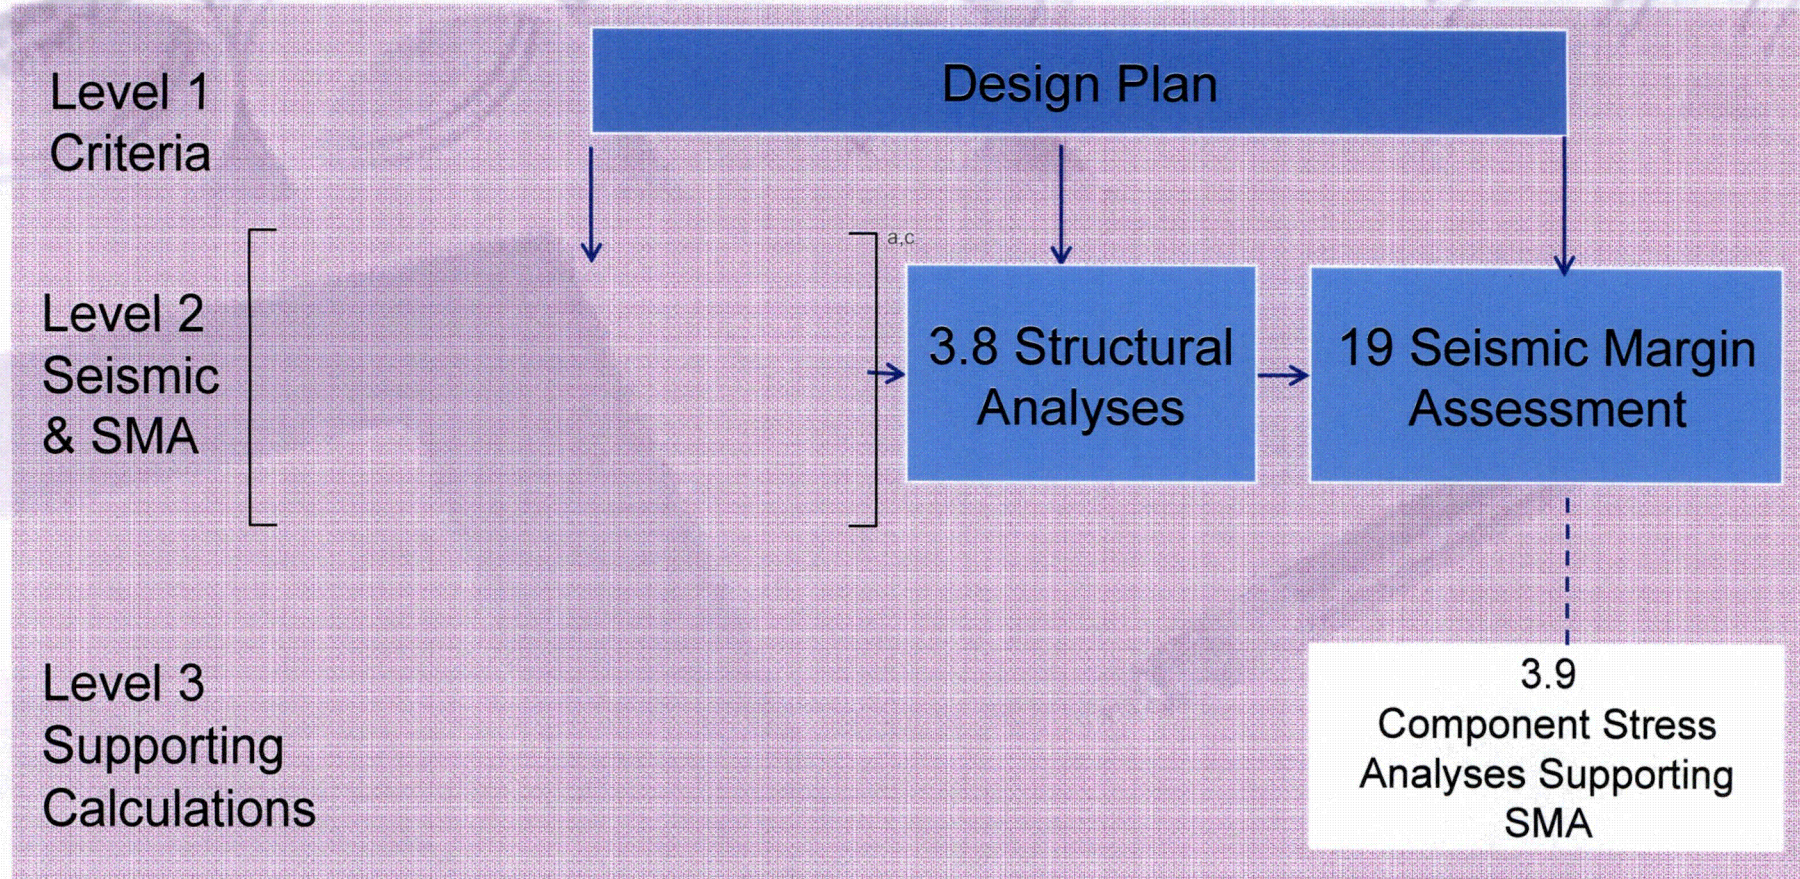 Level 1
Criteria
Design Plan
Level 2
Seismic
& SMA
a,c
3.8 Structural
Analyses
19 Seismic Margin
Assessment
Level 3
Supporting
Calculations
3.9
Component Stress
Analyses Supporting
SMA